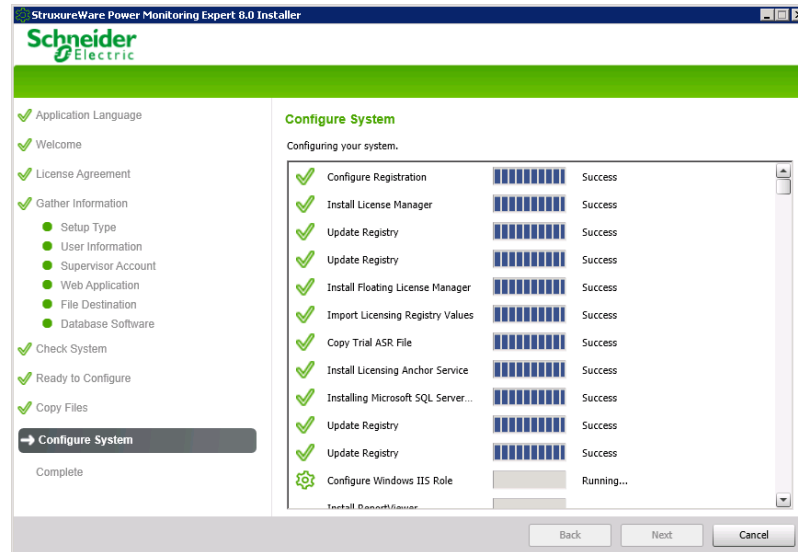 StruxureWare Power Monitoring Expert 8.0 Installer
Schneider
Electric
Application Language
Welcome
License Agreement
Gather Information
Setup Type
User Information
Supervisor Account
Web Application
File Destination
Database Software
Check System
Ready to Configure
Copy Files
Configure System
Complete
Configure System
Configuring your system.
Configure Registration Success
Install License Manager Success
Update Registry Success
Update Registry Success
Install Floating License Manager Success
Import Licensing Registry Values Success
Copy Trial ASR File Success
Install Licensing Anchor Service Success
Installing Microsoft SQL Server... Success
Update Registry Success
Update Registry Success
Configure Windows IIS Role Running...
Install ReportViewer
Back Next Cancel